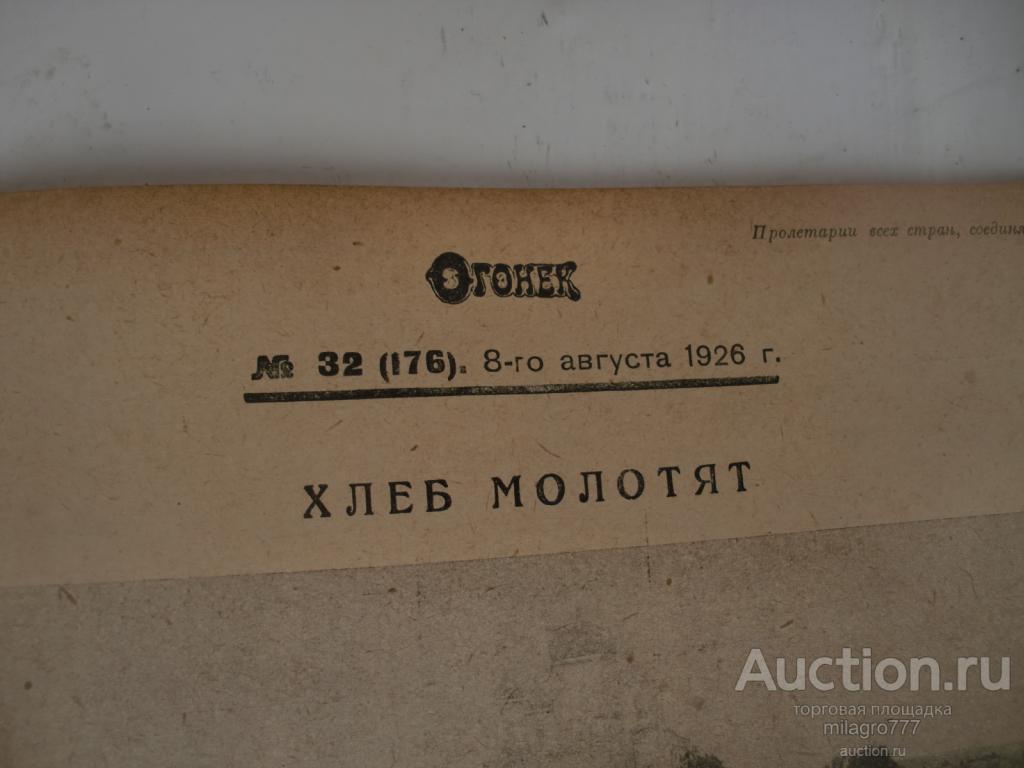 Пролетарии всех стран, соединя
Огонек
№ 32 (176). 8-го августа 1926 г.
ХЛЕБ МОЛОТЯТ
Auction.ru
торговая площадка
milagro777
auction.ru